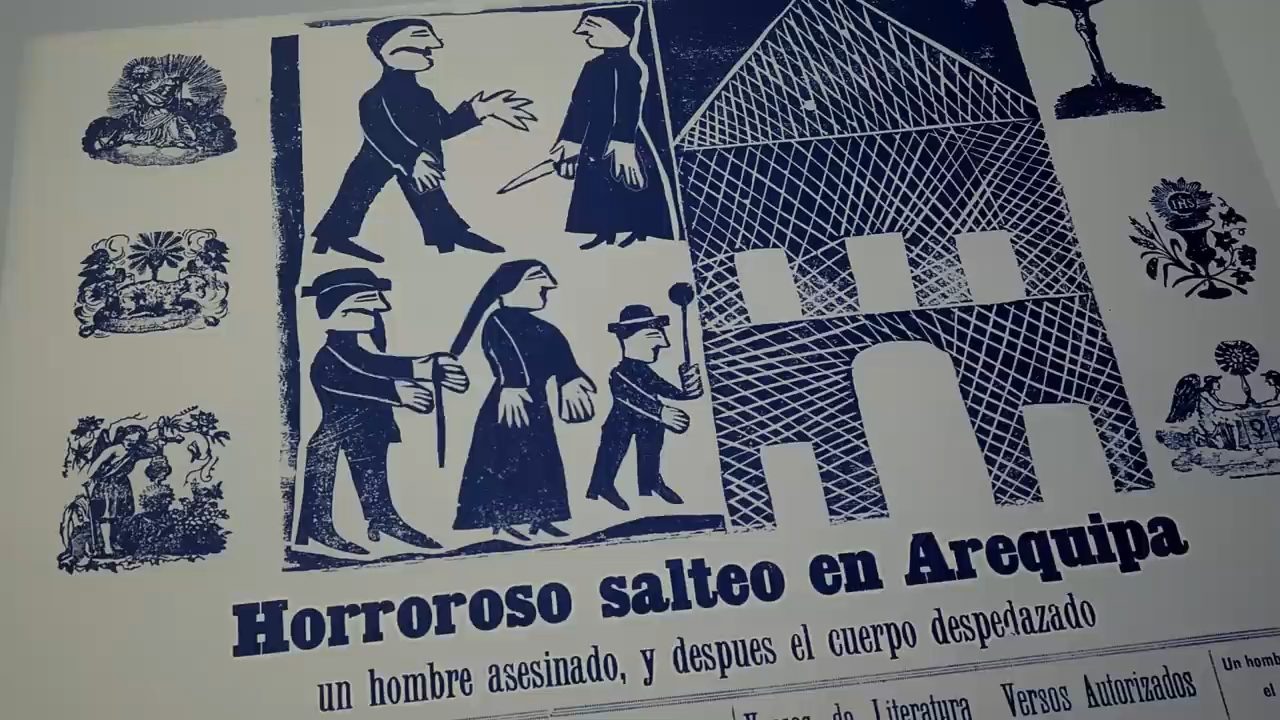 IHS
Horroroso salteo en Arequipa
un hombre asesinado, y despues el cuerpo despedazado
Versos de Literatura Versos Autorizados
Un homb
el